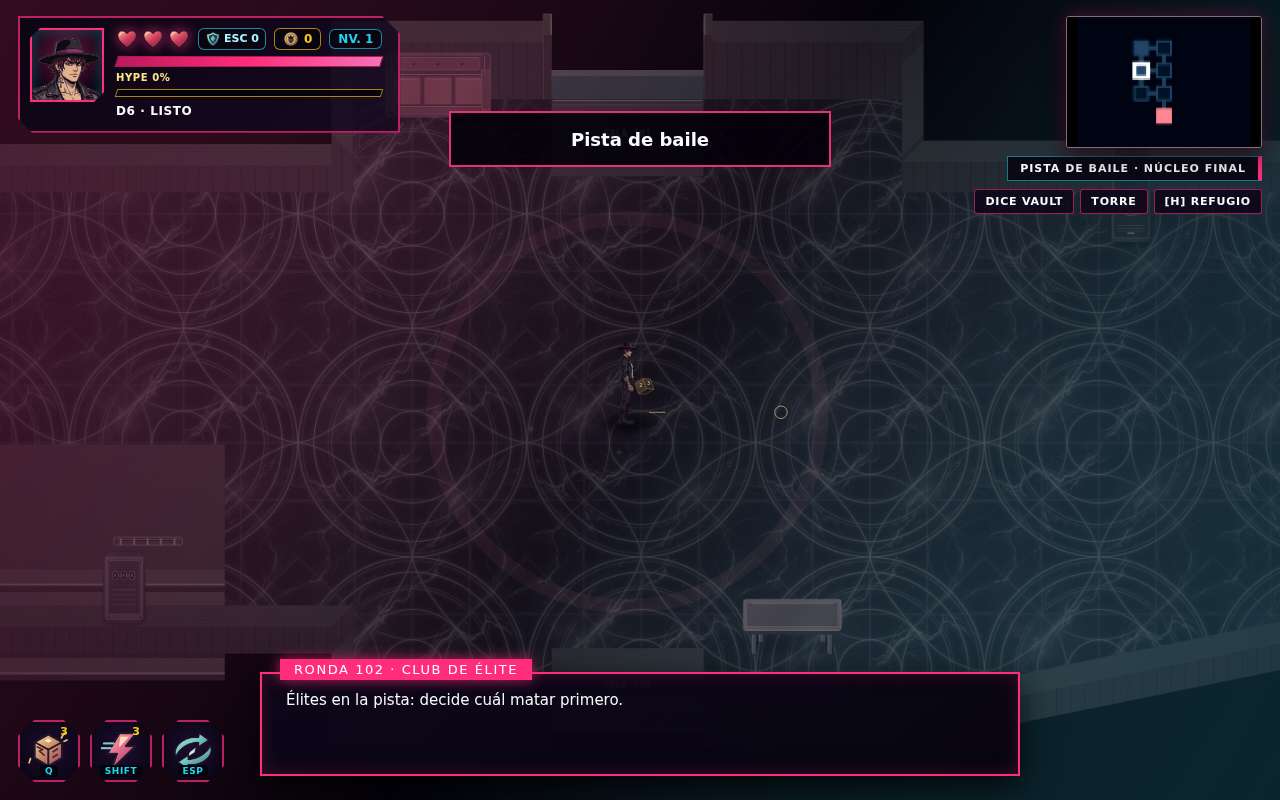 ESC 0
0
NV. 1
HYPE 0%
D6 · LISTO
Pista de baile
PISTA DE BAILE · NÚCLEO FINAL
DICE VAULT
TORRE
[H] REFUGIO
RONDA 102 · CLUB DE ÉLITE
Élites en la pista: decide cuál matar primero.
3
Q
3
SHIFT
ESP